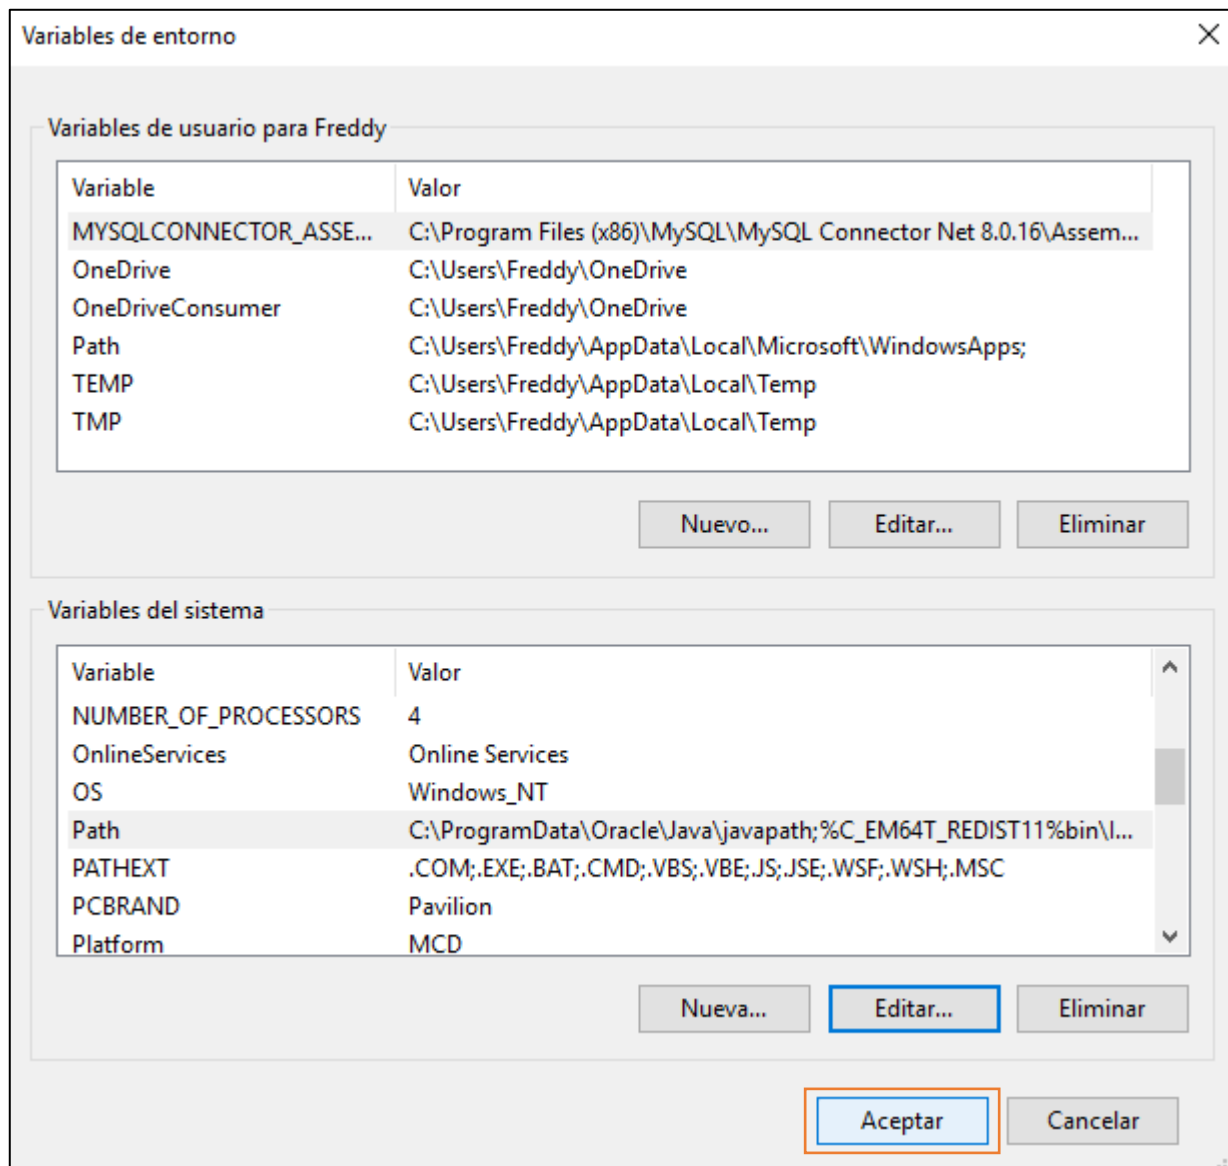 Variables de entorno
Variables de usuario para Freddy
Variable Valor
MYSQLCONNECTOR_ASSE... C:\Program Files (x86)\MySQL\MySQL Connector Net 8.0.16\Assem...
OneDrive C:\Users\Freddy\OneDrive
OneDriveConsumer C:\Users\Freddy\OneDrive
Path C:\Users\Freddy\AppData\Local\Microsoft\WindowsApps;
TEMP C:\Users\Freddy\AppData\Local\Temp
TMP C:\Users\Freddy\AppData\Local\Temp
Nuevo... Editar... Eliminar
Variables del sistema
Variable Valor
NUMBER_OF_PROCESSORS 4
OnlineServices Online Services
OS Windows_NT
Path C:\ProgramData\Oracle\Java\javapath;%C_EM64T_REDIST11%bin\I...
PATHEXT .COM;.EXE;.BAT;.CMD;.VBS;.VBE;.JS;.JSE;.WSF;.WSH;.MSC
PCBRAND Pavilion
Platform MCD
Nueva... Editar... Eliminar
Aceptar Cancelar